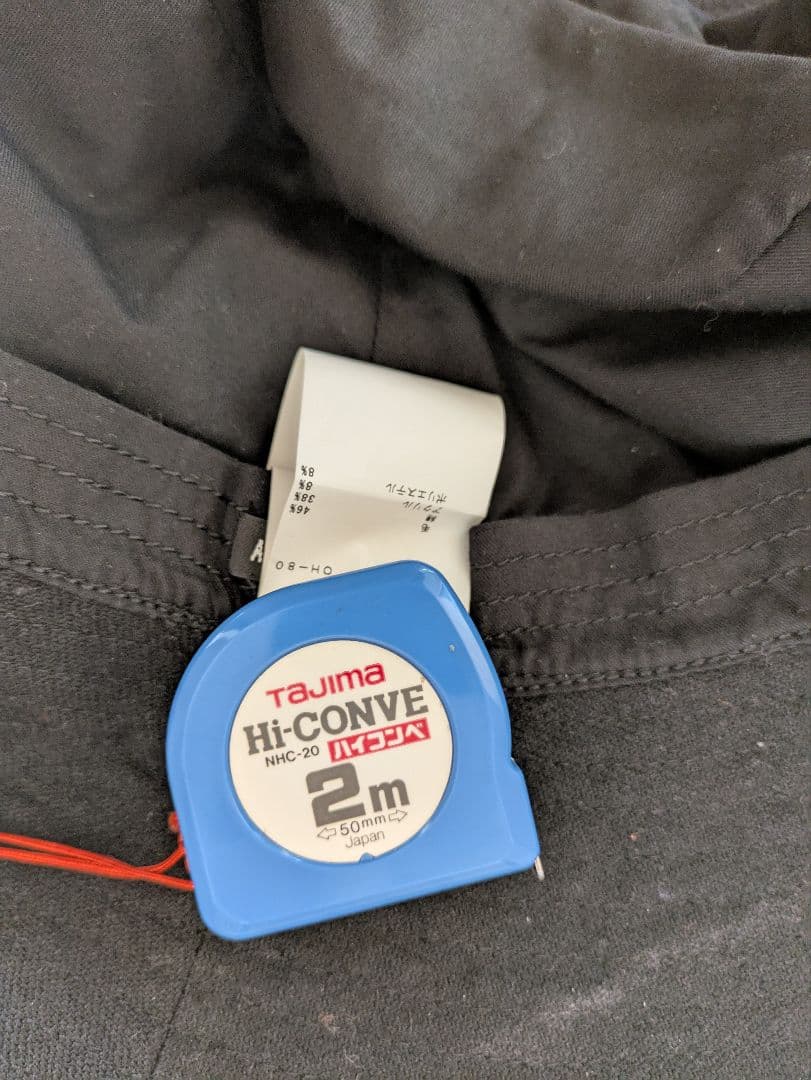 毛 46%
綿 38%
アクリル 8%
ポリエステル 8%
OH-80
A
TAJIMA
Hi-CONVE
NHC-20 ハイコンベ
2m
50mm
Japan